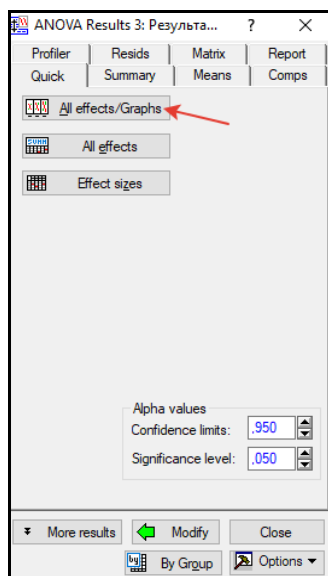 ANOVA Results 3: Результа... ?
Profiler Resids Matrix Report
Quick Summary Means Comps
All effects/Graphs
SUMM All effects
Effect sizes
Alpha values
Confidence limits: ,950
Significance level: ,050
More results Modify Close
By Group Options